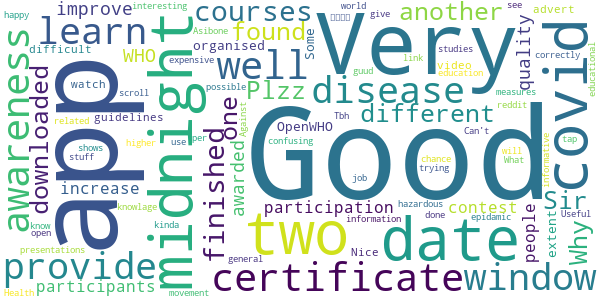 happy
interesting
world
see
improve
Asibone
courses
give
another
advert
Very
learn
difficult
WHO
organised
found
Some
studies
correctly
expensive
link
awareness
app
midnight
well
video
education
quality
covid
educational
downloaded
watch
scroll
possible
guud
Plzz
disease
measures
reddit
guidelines
one
OpenWHO
different
Tbh
Can't
related
higher
use
per
Against
confusing
Good
chance
will
tap
shows
stuff
finished
trying
What
informative
increase
awarded
job
hazardous
Sir
know
knowlage
participation
contest
people
extent
Why
open
kinda
two
information
done
epidamic
Useful
presentations
general
Nice
date
provide
certificate
window
participants
Health
movement